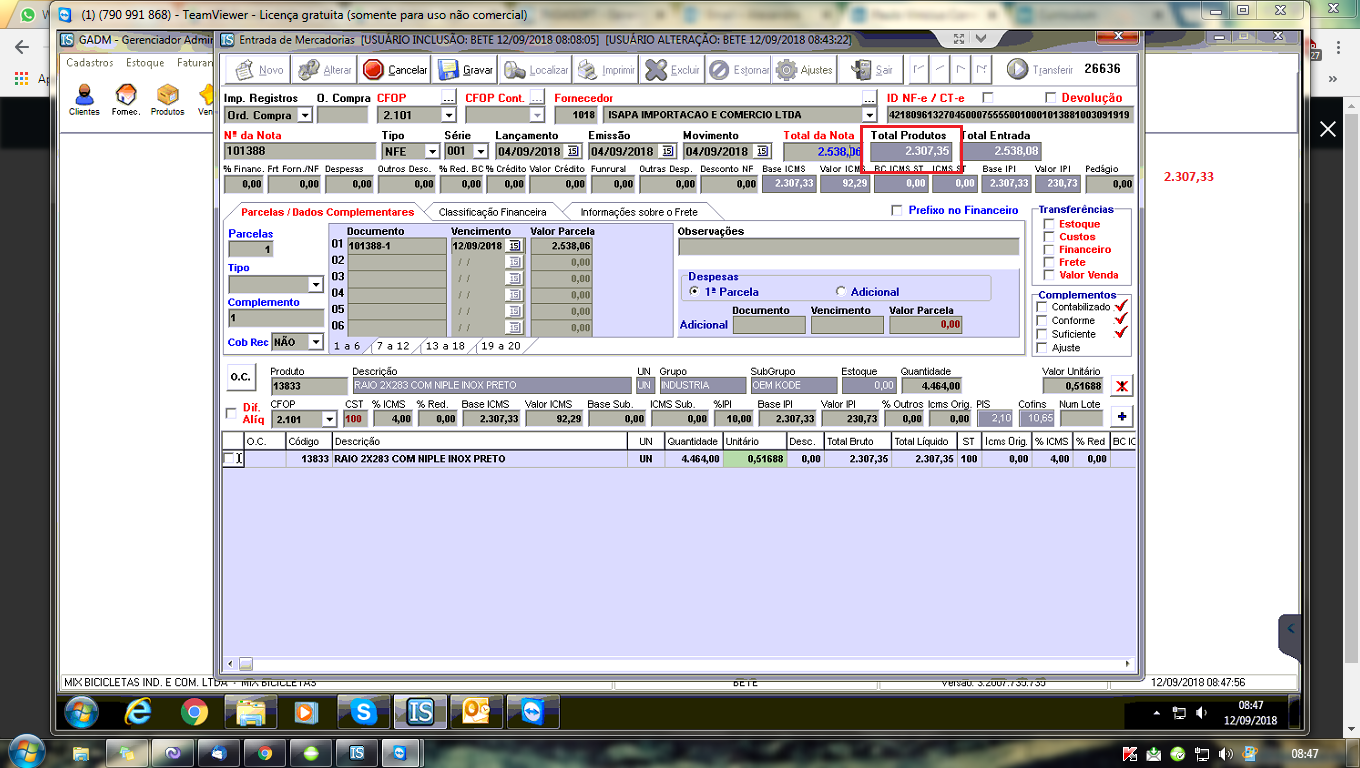 (1) (790 991 868) - TeamViewer - Licença gratuita (somente para uso não comercial)
GADM - Gerenciador Admi
Entrada de Mercadorias [USUÁRIO INCLUSÃO: BETE 12/09/2018 08:08:05] [USUÁRIO ALTERAÇÃO: BETE 12/09/2018 08:43:22]
Cadastros Estoque Faturan
Novo Alterar Cancelar Gravar Localizar Imprimir Excluir Estornar Ajustes Sair Transferir 26636
27
Clientes Fornec. Produtos Ven
Imp. Registros O. Compra CFOP ... CFOP Cont. ... Fornecedor ... ID NF-e / CT-e Devolução
Ord. Compra 2.101 1018 ISAPA IMPORTACAO E COMERCIO LTDA 42180961327045000755550010001013881003091919
Nº da Nota Tipo Série Lançamento Emissão Movimento Total da Nota Total Produtos Total Entrada
101388 NFE 001 04/09/2018 15 04/09/2018 15 04/09/2018 15 2.538,06 2.307,35 2.538,08
% Financ. Frt Forn./NF Despesas Outros Desc. % Red. BC % Crédito Valor Crédito Funrural Outras Desp. Desconto NF Base ICMS Valor ICMS BC ICMS ST ICMS ST Base IPI Valor IPI Pedágio
0,00 0,00 0,00 0,00 0,00 0,00 0,00 0,00 0,00 0,00 2.307,33 92,29 0,00 0,00 2.307,33 230,73 0,00
2.307,33
Parcelas / Dados Complementares Classificação Financeira Informações sobre o Frete Prefixo no Financeiro
Transferências
Estoque
Custos
Financeiro
Frete
Valor Venda
Parcelas
1
Tipo
Complemento
1
Cob Rec NÃO
Documento Vencimento Valor Parcela
01 101388-1 12/09/2018 15 2.538,06
02 / / 15 0,00
03 / / 15 0,00
04 / / 15 0,00
05 / / 15 0,00
06 / / 15 0,00
1 a 6 7 a 12 13 a 18 19 a 20
Observações
Despesas
1ª Parcela Adicional
Documento Vencimento Valor Parcela
Adicional 0,00
Complementos
Contabilizado
Conforme
Suficiente
Ajuste
O.C.
Produto Descrição UN Grupo SubGrupo Estoque Quantidade Valor Unitário
13833 RAIO 2X283 COM NIPLE INOX PRETO UN INDUSTRIA OEM KODE 0,00 4.464,00 0,51688
Dif. Alíq
CFOP CST % ICMS % Red. Base ICMS Valor ICMS Base Sub. ICMS Sub. %IPI Base IPI Valor IPI % Outros Icms Orig. PIS Cofins Num Lote
2.101 100 4,00 0,00 2.307,33 92,29 0,00 0,00 10,00 2.307,33 230,73 0,00 0,00 2,10 10,65
O.C. Código Descrição UN Quantidade Unitário Desc. Total Bruto Total Líquido ST Icms Orig. % ICMS % Red BC IC
13833 RAIO 2X283 COM NIPLE INOX PRETO UN 4.464,00 0,51688 0,00 2.307,35 2.307,35 100 0,00 4,00 0,00
MIX BICICLETAS IND. E COM. LTDA - MIX BICICLETAS BETE Versão: 3.2007.735.735 12/09/2018 08:47:56
08:47
12/09/2018
08:47